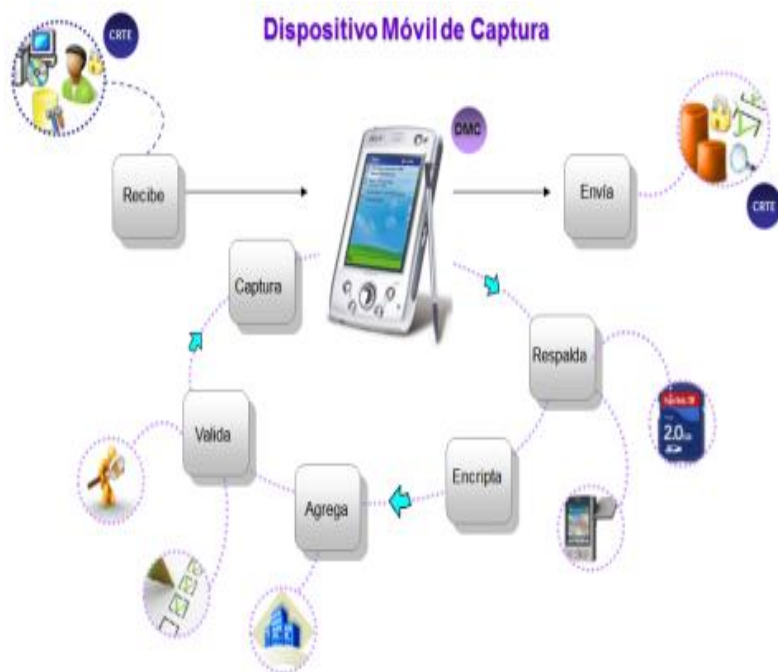 Dispositivo Móvil de Captura
CRTE
DMC
Recibe
Envía
CRTE
Captura
Respalda
2.0
Valida
Encripta
Agrega